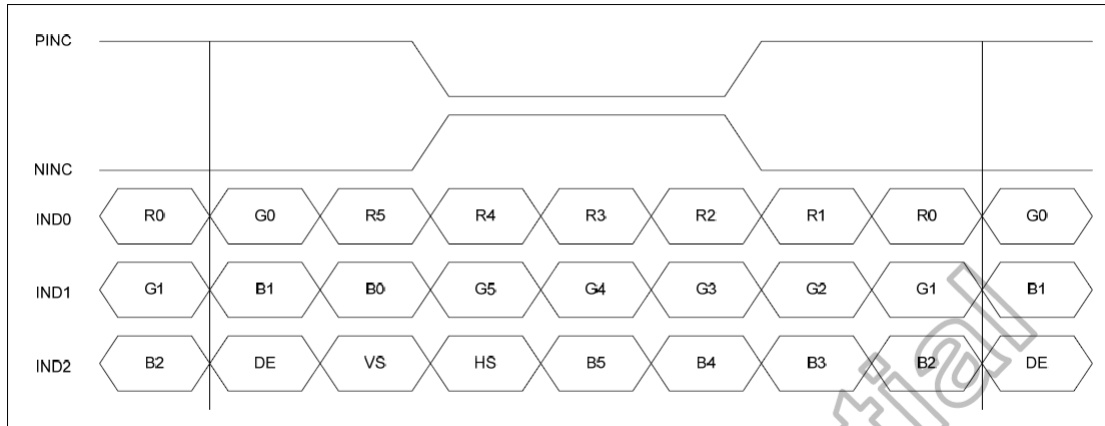 PINC
NINC
IND0 R0 G0 R5 R4 R3 R2 R1 R0 G0
IND1 G1 B1 B0 G5 G4 G3 G2 G1 B1
IND2 B2 DE VS HS B5 B4 B3 B2 DE
tial